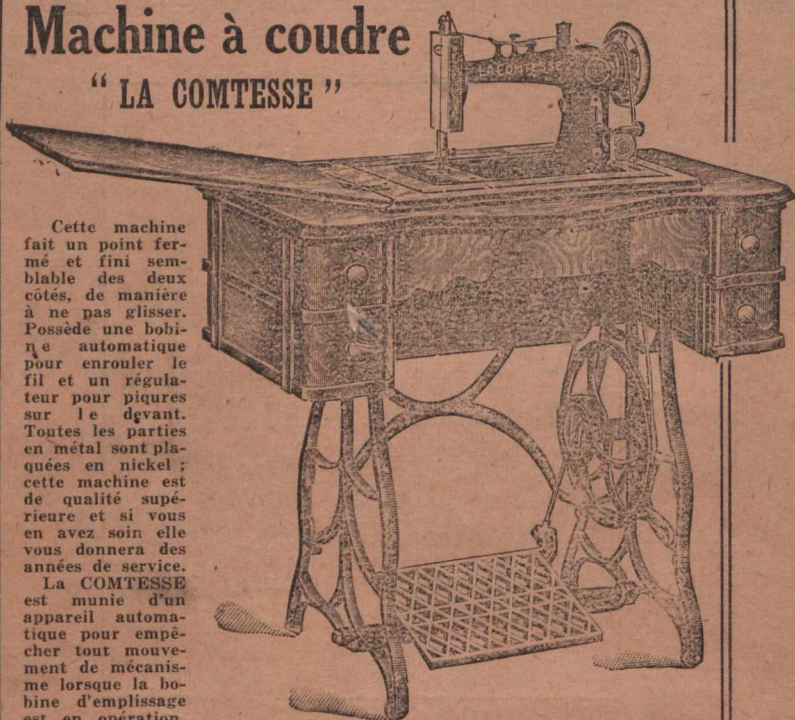 Machine à coudre
“ LA COMTESSE ”
LA COMTESSE
Cette machine
fait un point fer-
mé et fini sem-
blable des deux
côtés, de manière
à ne pas glisser.
Possède une bobi-
ne automatique
pour enrouler le
fil et un régula-
teur pour piqures
sur le devant.
Toutes les parties
en métal sont pla-
quées en nickel ;
cette machine est
de qualité supé-
rieure et si vous
en avez soin elle
vous donnera des
années de service.
La COMTESSE
est munie d'un
appareil automa-
tique pour empê-
cher tout mouve-
ment de mécanis-
me lorsque la bo-
bine d'emplissage
est en opération.